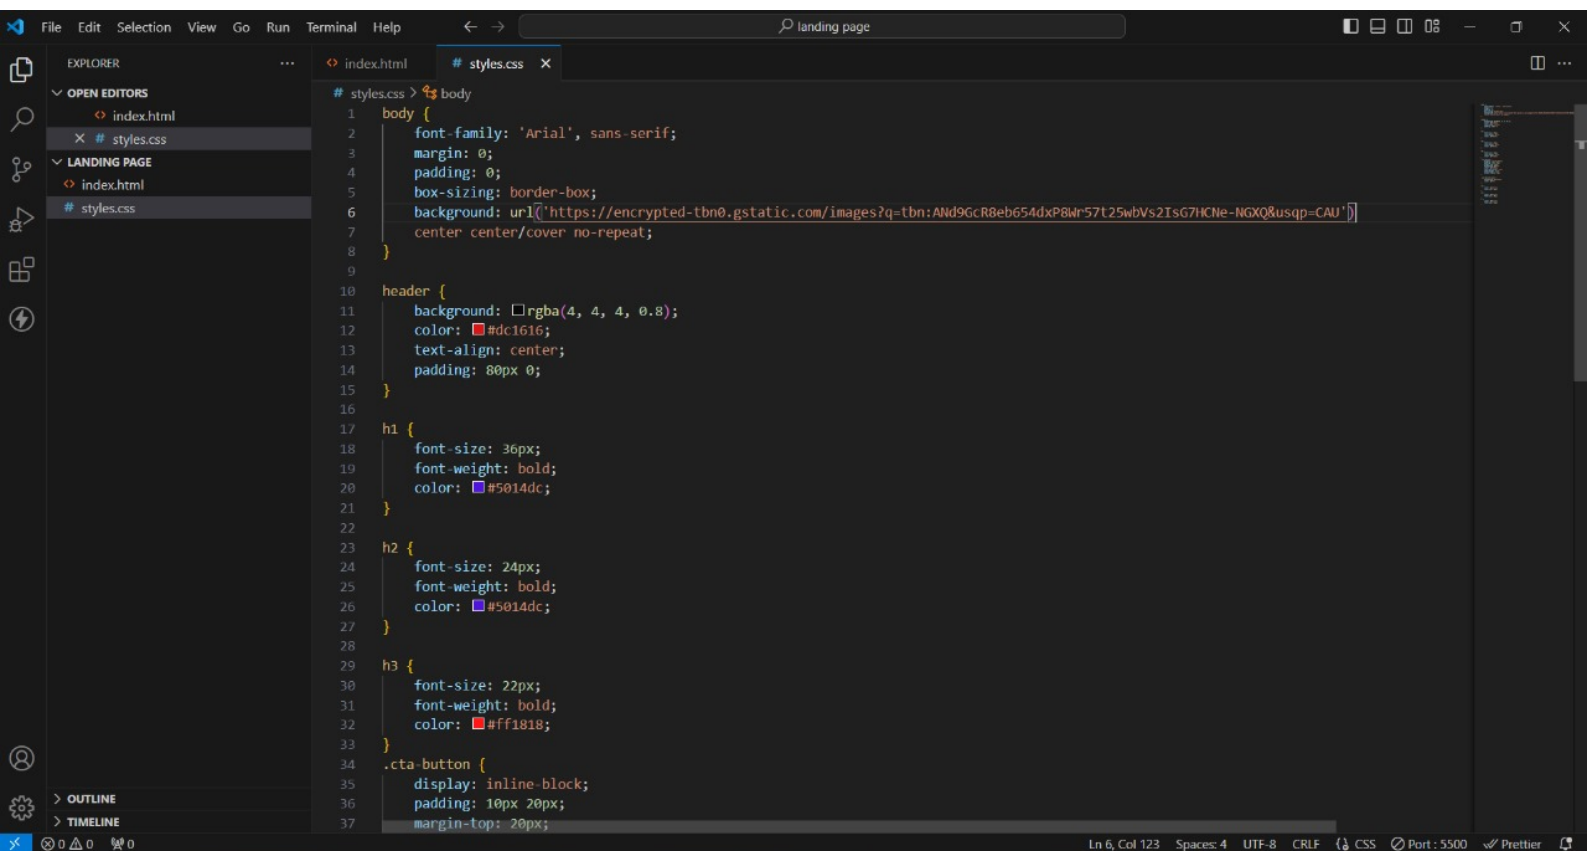 File Edit Selection View Go Run Terminal Help
landing page
EXPLORER
OPEN EDITORS
index.html
# styles.css
LANDING PAGE
index.html
# styles.css
OUTLINE
TIMELINE
index.html
# styles.css
# styles.css > body
1 body {
2 font-family: 'Arial', sans-serif;
3 margin: 0;
4 padding: 0;
5 box-sizing: border-box;
6 background: url('https://encrypted-tbn0.gstatic.com/images?q=tbn:ANd9GcR8eb654dxP8Wr57t25wbVs2IsG7HCNe-NGXQ&usqp=CAU')
7 center center/cover no-repeat;
8 }
9
10 header {
11 background: rgba(4, 4, 4, 0.8);
12 color: #dc1616;
13 text-align: center;
14 padding: 80px 0;
15 }
16
17 h1 {
18 font-size: 36px;
19 font-weight: bold;
20 color: #5014dc;
21 }
22
23 h2 {
24 font-size: 24px;
25 font-weight: bold;
26 color: #5014dc;
27 }
28
29 h3 {
30 font-size: 22px;
31 font-weight: bold;
32 color: #ff1818;
33 }
34 .cta-button {
35 display: inline-block;
36 padding: 10px 20px;
37 margin-top: 20px;
0 0 0
Ln 6, Col 123 Spaces: 4 UTF-8 CRLF CSS Port : 5500 Prettier